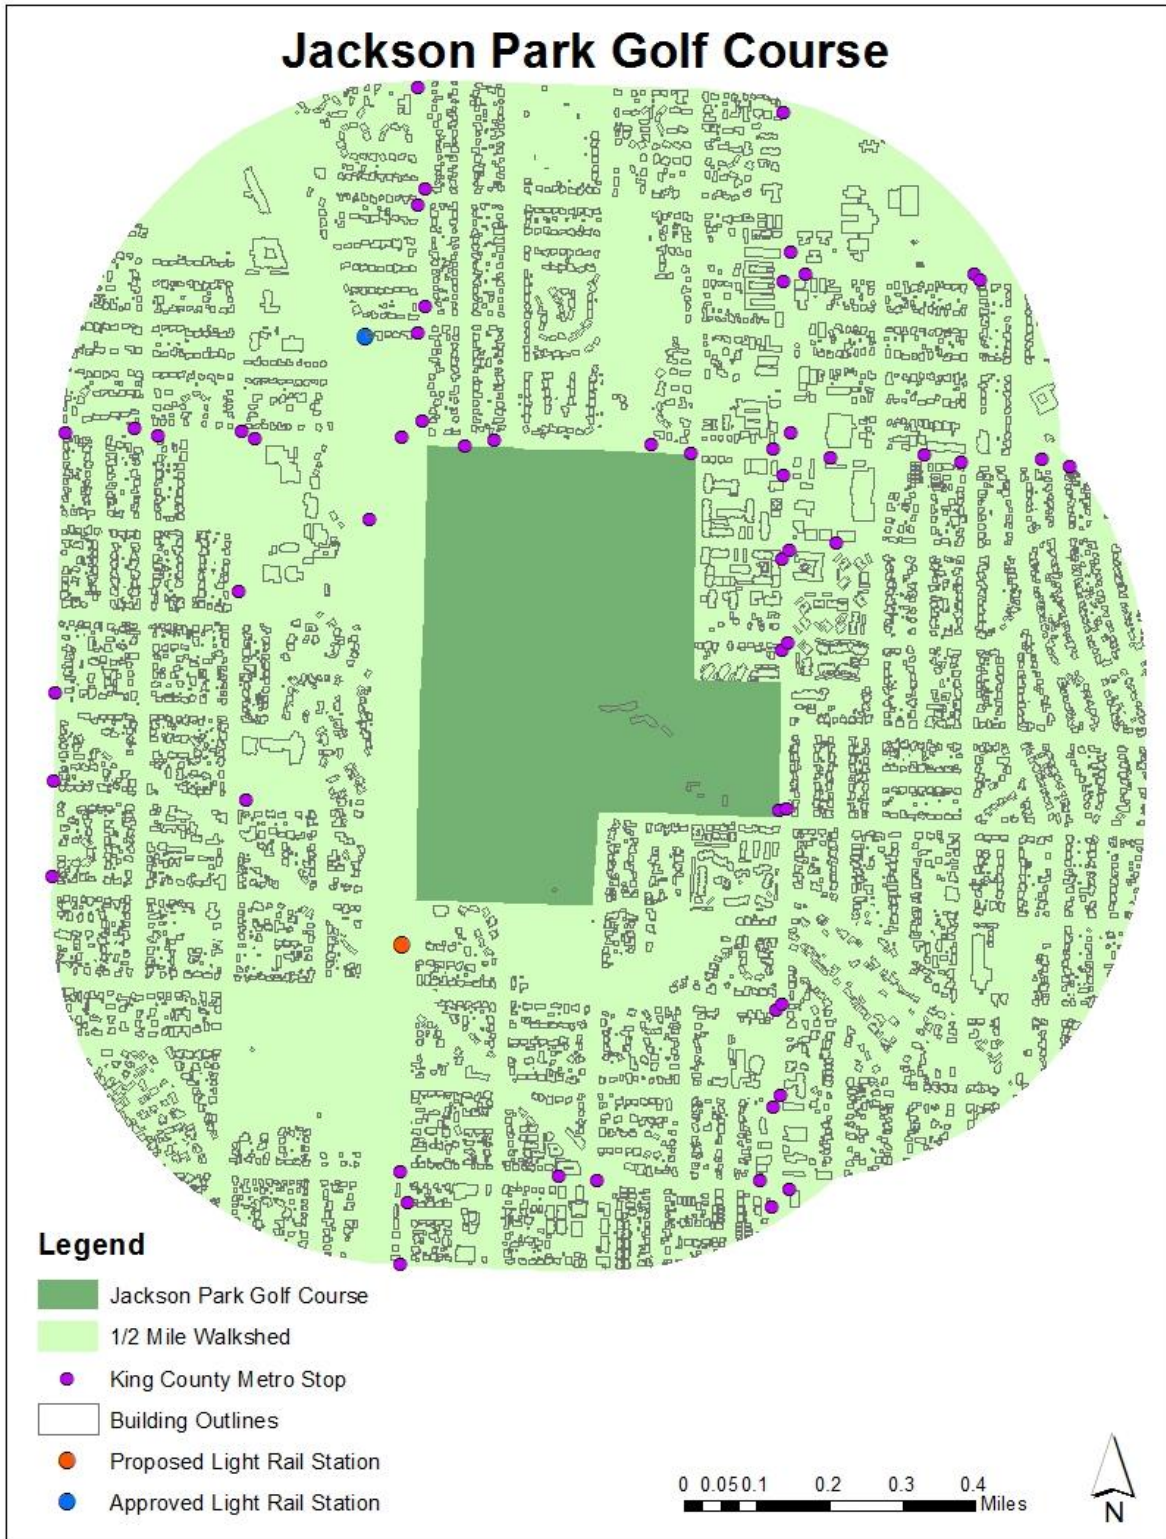 Jackson Park Golf Course
Legend
Jackson Park Golf Course
1/2 Mile Walkshed
King County Metro Stop
Building Outlines
Proposed Light Rail Station
Approved Light Rail Station
0 0.05 0.1 0.2 0.3 0.4
Miles
N